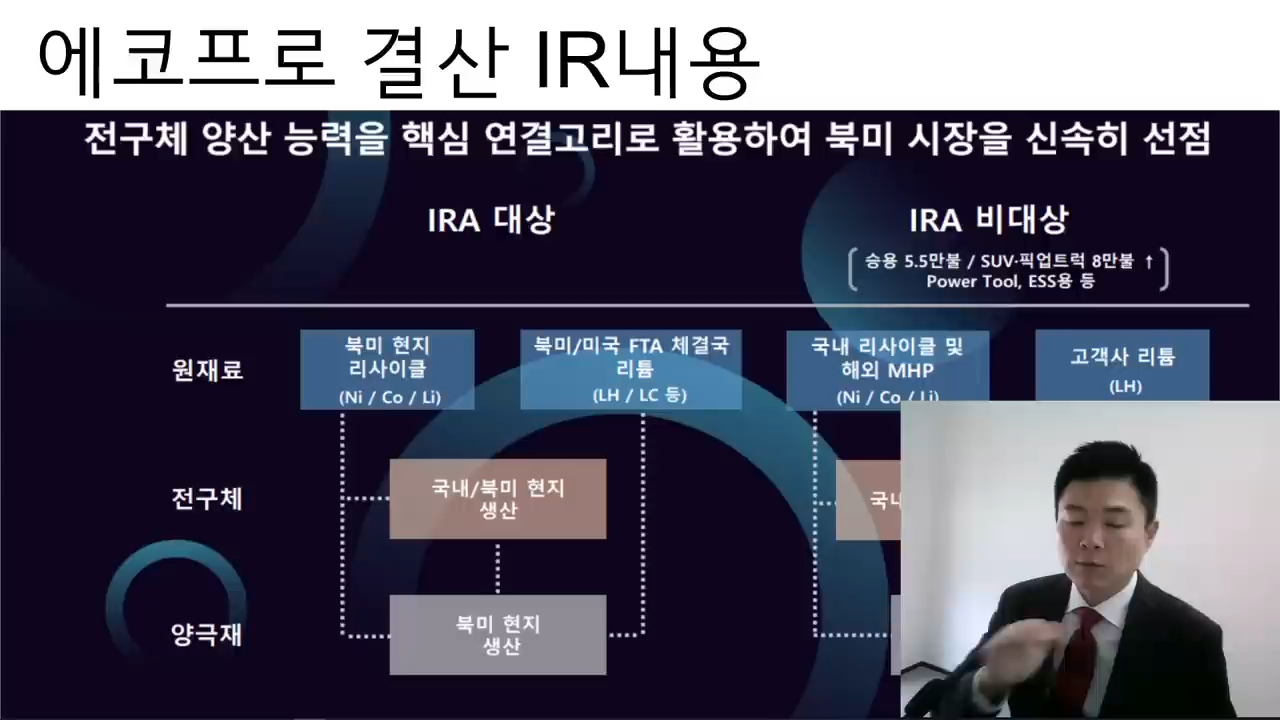 에코프로 결산 IR내용
전구체 양산 능력을 핵심 연결고리로 활용하여 북미 시장을 신속히 선점
IRA 대상
IRA 비대상
승용 5.5만불 / SUV·픽업트럭 8만불 ↑
Power Tool, ESS용 등
원재료
북미 현지
리사이클
(Ni / Co / Li)
북미/미국 FTA 체결국
리튬
(LH / LC 등)
국내 리사이클 및
해외 MHP
(Ni / Co / Li)
고객사 리튬
(LH)
전구체
국내/북미 현지
생산
국내
양극재
북미 현지
생산